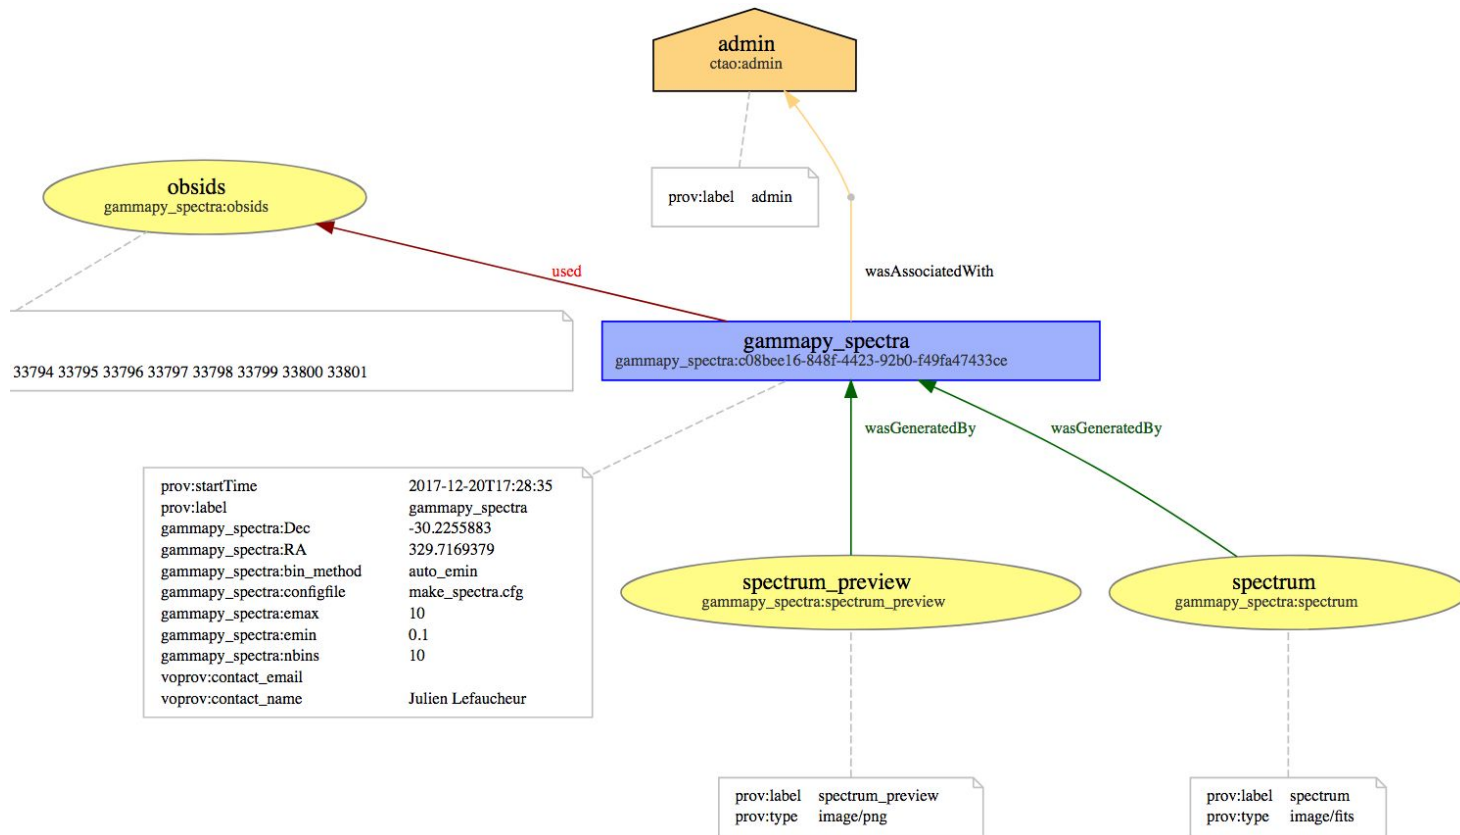 admin
ctao:admin
prov:label admin
obsids
gammapy_spectra:obsids
used
wasAssociatedWith
33794 33795 33796 33797 33798 33799 33800 33801
gammapy_spectra
gammapy_spectra:c08bee16-848f-4423-92b0-f49fa47433ce
wasGeneratedBy
wasGeneratedBy
prov:startTime 2017-12-20T17:28:35
prov:label gammapy_spectra
gammapy_spectra:Dec -30.2255883
gammapy_spectra:RA 329.7169379
gammapy_spectra:bin_method auto_emin
gammapy_spectra:configfile make_spectra.cfg
gammapy_spectra:emax 10
gammapy_spectra:emin 0.1
gammapy_spectra:nbins 10
voprov:contact_email
voprov:contact_name Julien Lefaucheur
spectrum_preview
gammapy_spectra:spectrum_preview
spectrum
gammapy_spectra:spectrum
prov:label spectrum_preview
prov:type image/png
prov:label spectrum
prov:type image/fits